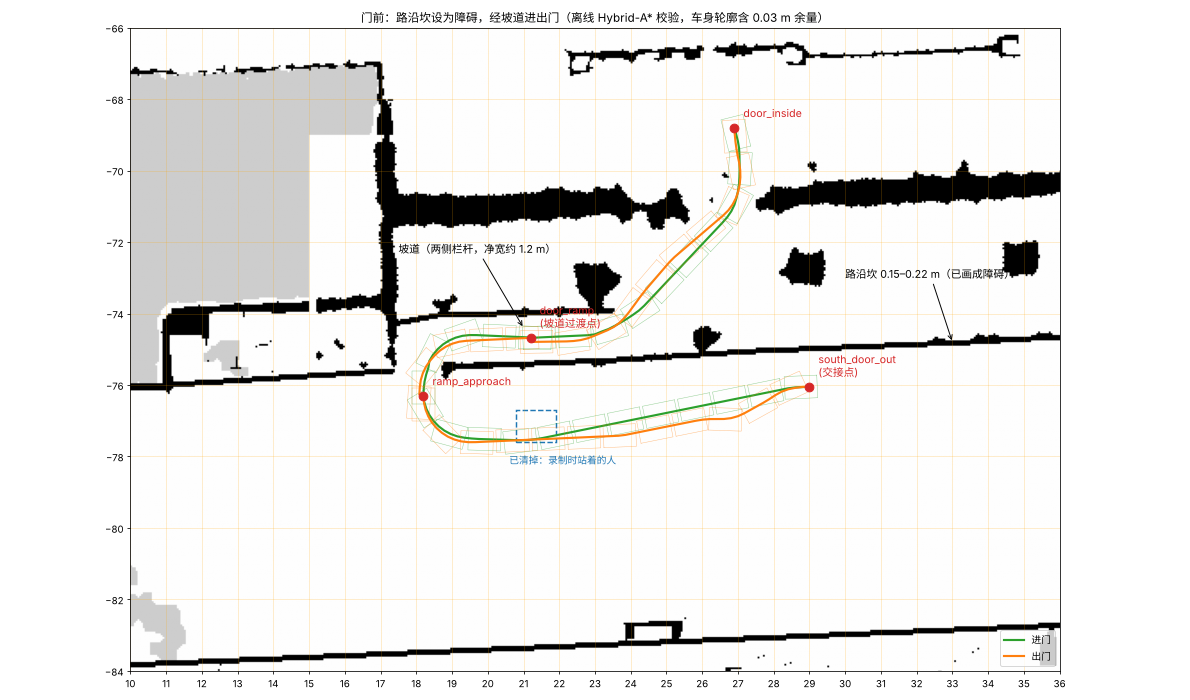 门前：路沿坎设为障碍，经坡道进出门（离线 Hybrid-A* 校验，车身轮廓含 0.03 m 余量）
−66
−68
−70
−72
−74
−76
−78
−80
−82
−84
door_inside
坡道（两侧栏杆，净宽约 1.2 m）
路沿坎 0.15–0.22 m（已画成障碍）
door_ramp
(坡道过渡点)
south_door_out
(交接点)
ramp_approach
已清掉：录制时站着的人
进门
出门
10 11 12 13 14 15 16 17 18 19 20 21 22 23 24 25 26 27 28 29 30 31 32 33 34 35 36